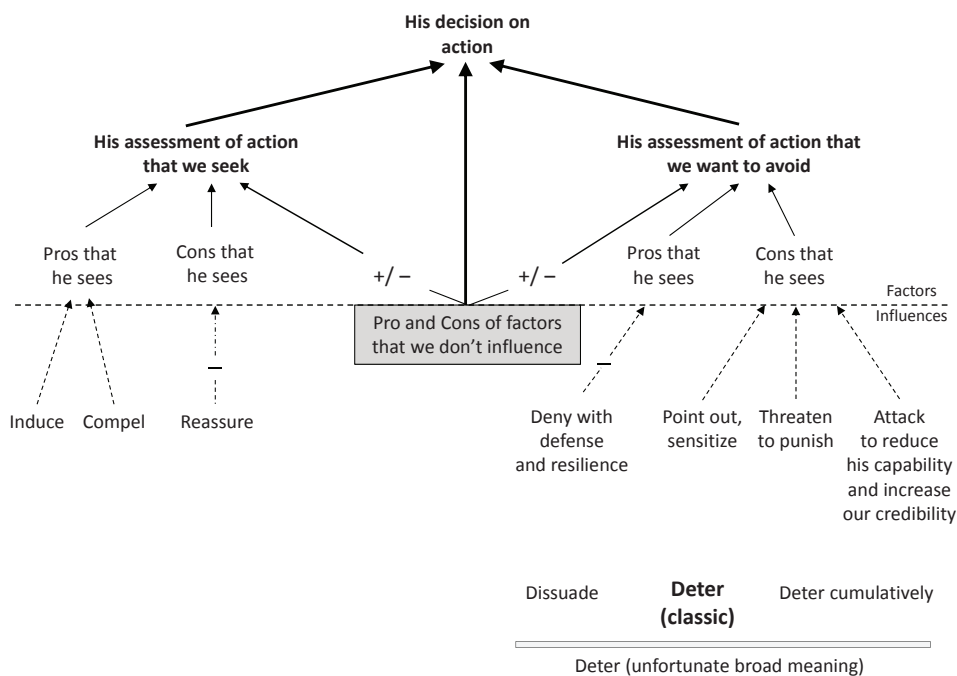 His decision on
action
His assessment of action
that we seek
His assessment of action that
we want to avoid
Pros that
he sees
Cons that
he sees
+/ –
+/ –
Pros that
he sees
Cons that
he sees
Factors
Influences
Pro and Cons of factors
that we don’t influence
Induce
Compel
Reassure
Deny with
defense
and resilience
Point out,
sensitize
Threaten
to punish
Attack
to reduce
his capability
and increase
our credibility
Dissuade
Deter
(classic)
Deter cumulatively
Deter (unfortunate broad meaning)